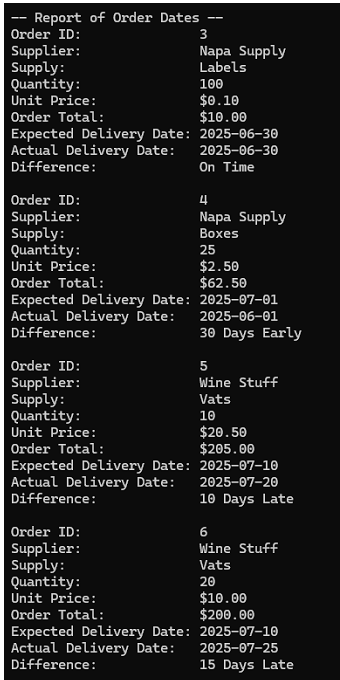 -- Report of Order Dates --
Order ID: 3
Supplier: Napa Supply
Supply: Labels
Quantity: 100
Unit Price: $0.10
Order Total: $10.00
Expected Delivery Date: 2025-06-30
Actual Delivery Date: 2025-06-30
Difference: On Time

Order ID: 4
Supplier: Napa Supply
Supply: Boxes
Quantity: 25
Unit Price: $2.50
Order Total: $62.50
Expected Delivery Date: 2025-07-01
Actual Delivery Date: 2025-06-01
Difference: 30 Days Early

Order ID: 5
Supplier: Wine Stuff
Supply: Vats
Quantity: 10
Unit Price: $20.50
Order Total: $205.00
Expected Delivery Date: 2025-07-10
Actual Delivery Date: 2025-07-20
Difference: 10 Days Late

Order ID: 6
Supplier: Wine Stuff
Supply: Vats
Quantity: 20
Unit Price: $10.00
Order Total: $200.00
Expected Delivery Date: 2025-07-10
Actual Delivery Date: 2025-07-25
Difference: 15 Days Late